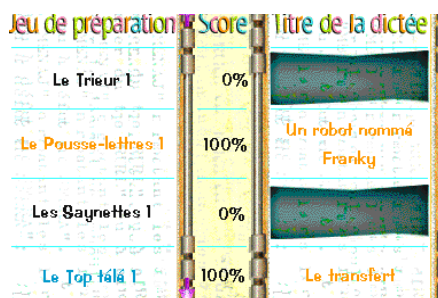 Jeu de préparation Score Titre de la dictée
Le Trieur 1 0%
Le Pousse-lettres 1 100% Un robot nommé
Franky
Les Saynettes 1 0%
Le Top télé 1 100% Le transfert